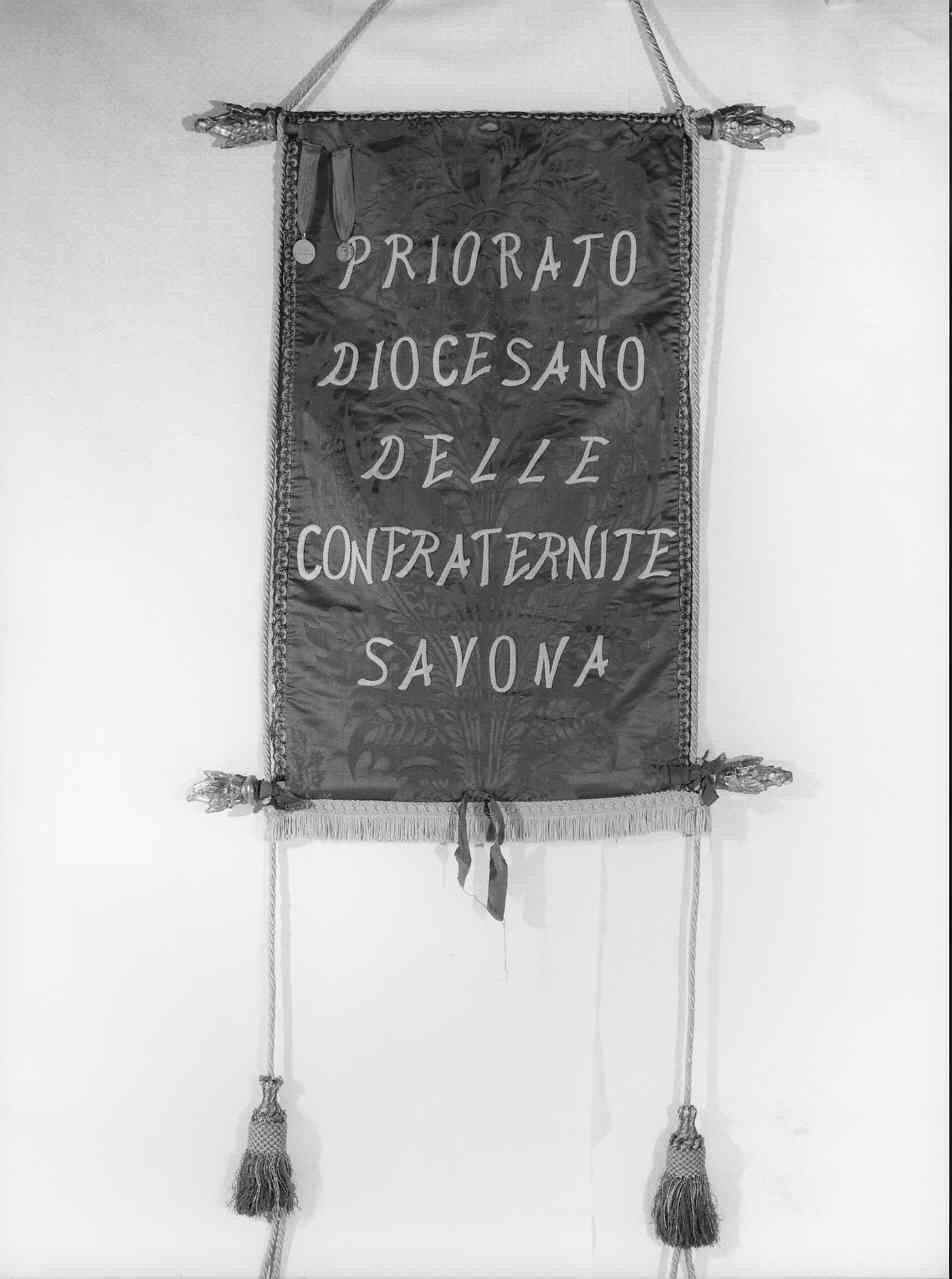 PRIORATO
DIOCESANO
DELLE
CONFRATERNITE
SAVONA